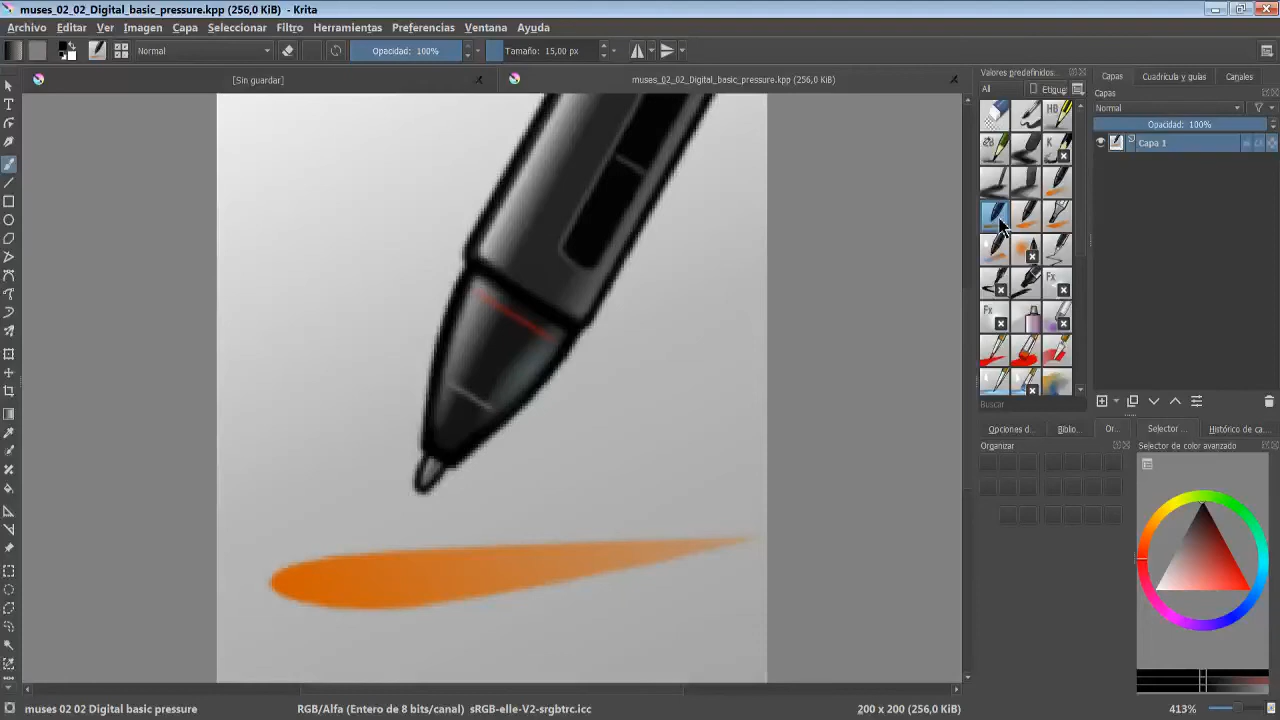 muses_02_02_Digital_basic_pressure.kpp (256,0 KiB) - Krita
Archivo Editar Ver Imagen Capa Seleccionar Filtro Herramientas Preferencias Ventana Ayuda
Normal Opacidad: 100% Tamaño: 15,00 px
[Sin guardar] muses_02_02_Digital_basic_pressure.kpp (256,0 KiB)
Valores predefinidos...
All Etique
Capas Cuadrícula y guías Canales
Capas
Normal
Opacidad: 100%
Capa 1
HB
K
Fx
Fx
Buscar
Opciones d... Biblio... Or... Selector ... Histórico de ca...
Organizar
Selector de color avanzado
muses 02 02 Digital basic pressure RGB/Alfa (Entero de 8 bits/canal) sRGB-elle-V2-srgbtrc.icc 200 x 200 (256,0 KiB) 413%